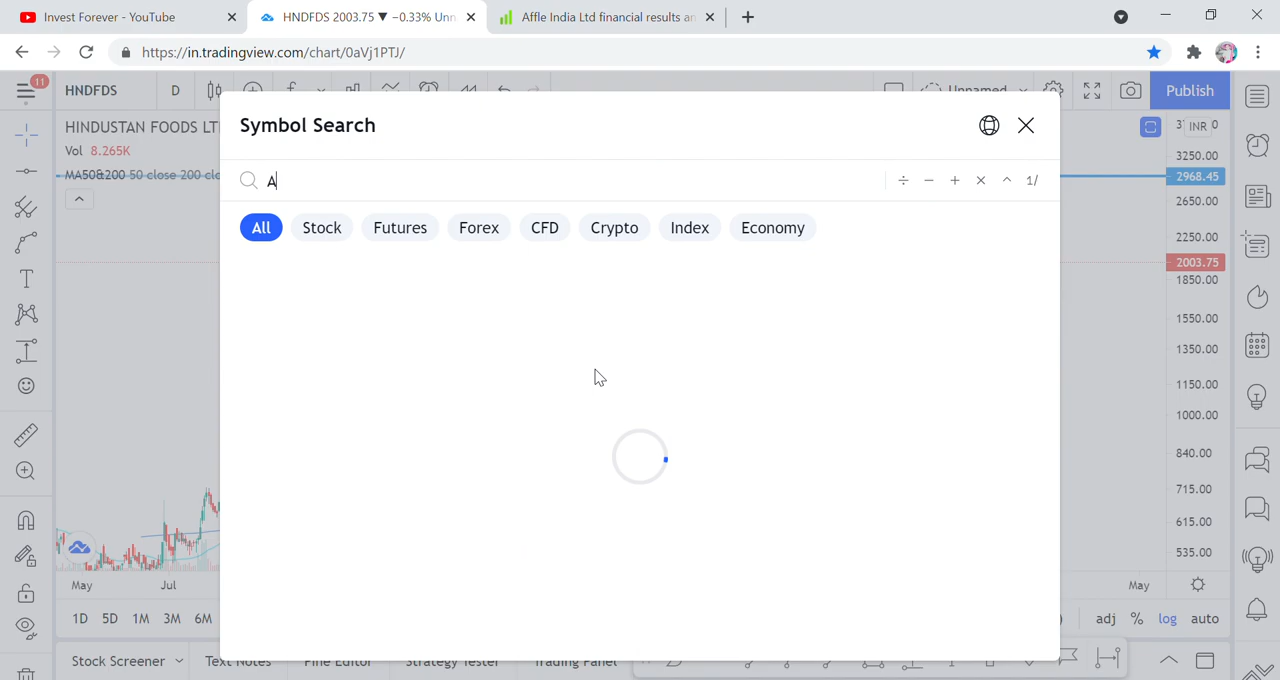 Invest Forever - YouTube
HNDFDS 2003.75 ▼ −0.33% Unn
Affle India Ltd financial results an
https://in.tradingview.com/chart/0aVj1PTJ/
11
HNDFDS
D
Unnamed
Publish
Symbol Search
HINDUSTAN FOODS LT
Vol 8.265K
MA50&200 50 close 200 clo
A
÷ − + × ^ 1/
All
Stock
Futures
Forex
CFD
Crypto
Index
Economy
INR
3250.00
2968.45
2650.00
2250.00
2003.75
1850.00
1550.00
1350.00
1150.00
1000.00
840.00
715.00
615.00
535.00
May
Jul
May
1D 5D 1M 3M 6M
adj % log auto
Stock Screener
Text Notes
Pine Editor
Strategy Tester
Trading Panel